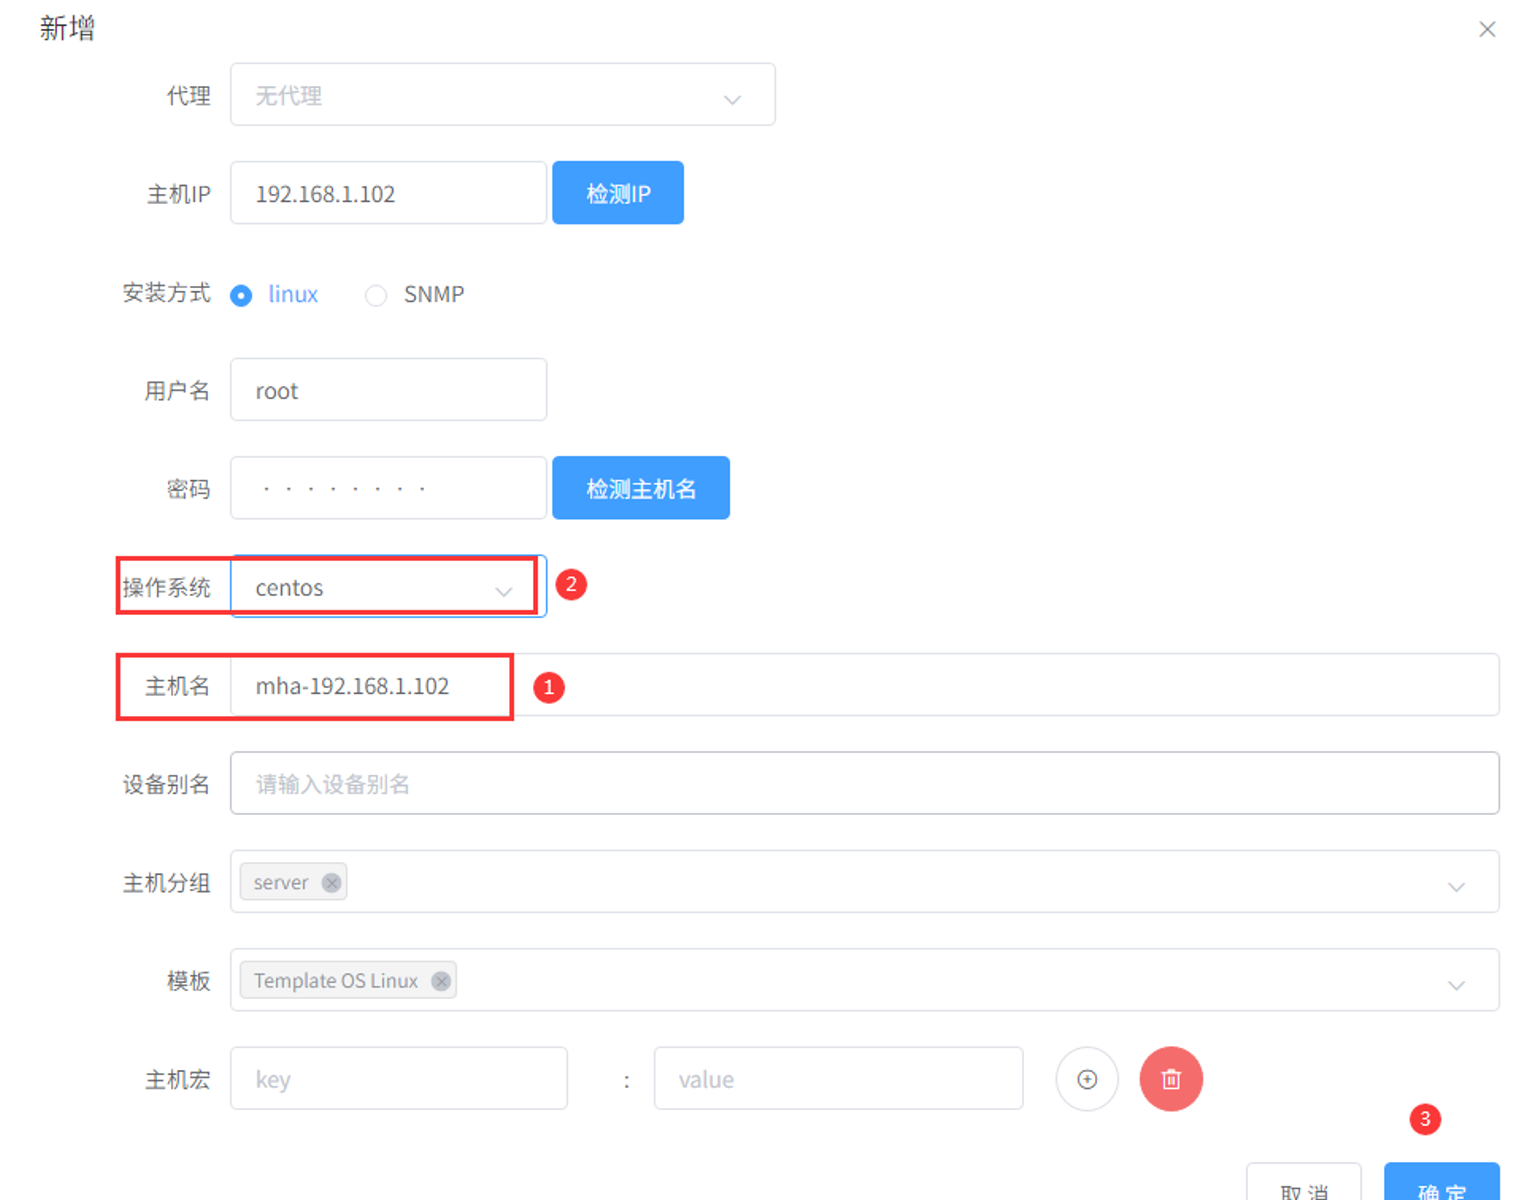 新增
代理 无代理
主机IP 192.168.1.102 检测IP
安装方式 linux SNMP
用户名 root
密码 ········ 检测主机名
操作系统 centos 2
主机名 mha-192.168.1.102 1
设备别名 请输入设备别名
主机分组 server
模板 Template OS Linux
主机宏 key : value
3
取消 确定